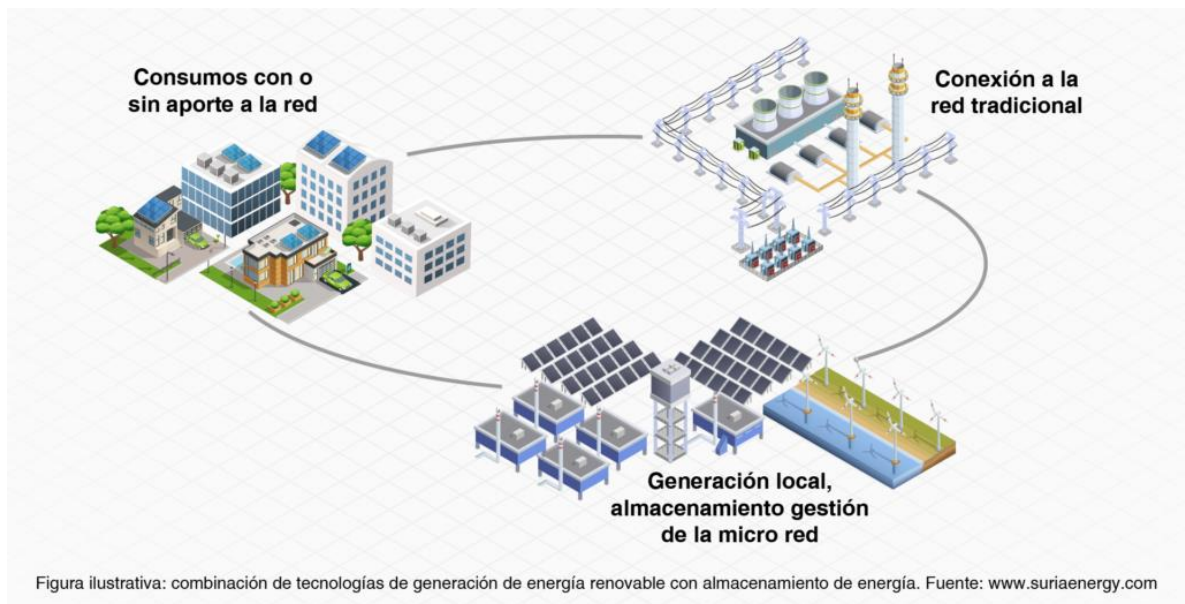 Consumos con o
sin aporte a la red
Conexión a la
red tradicional
Generación local,
almacenamiento gestión
de la micro red
Figura ilustrativa: combinación de tecnologías de generación de energía renovable con almacenamiento de energía. Fuente: www.suriaenergy.com